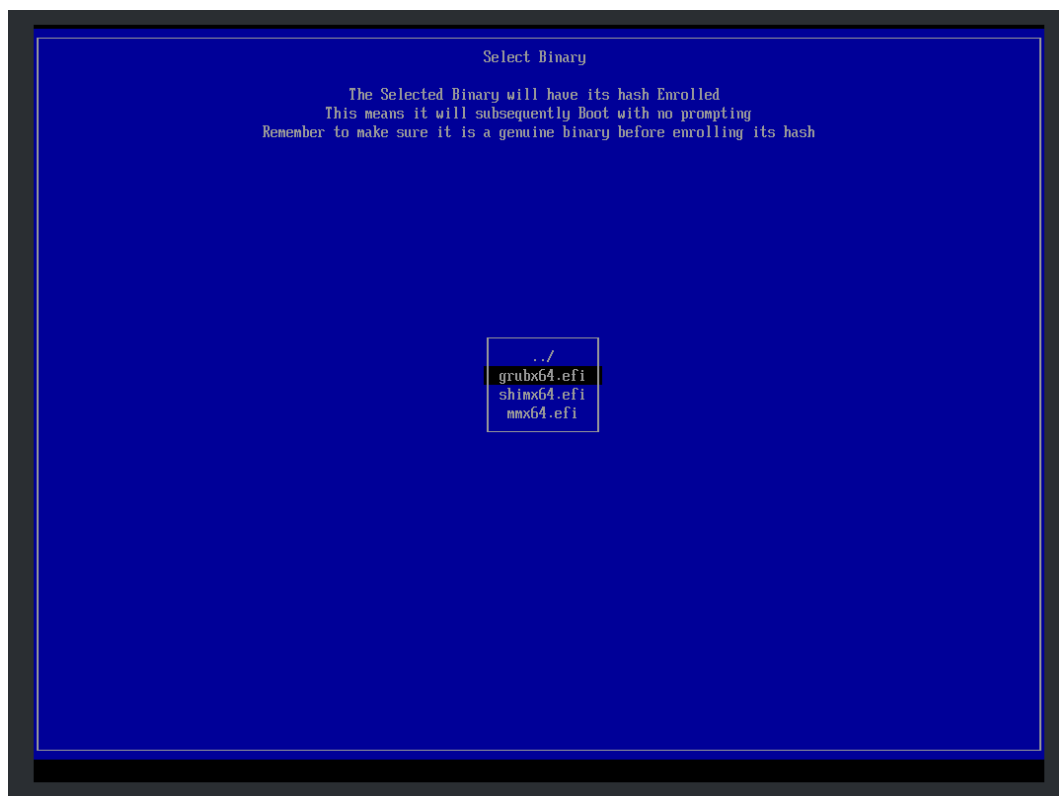 Select Binary
The Selected Binary will have its hash Enrolled
This means it will subsequently Boot with no prompting
Remember to make sure it is a genuine binary before enrolling its hash
../
grubx64.efi
shimx64.efi
mmx64.efi